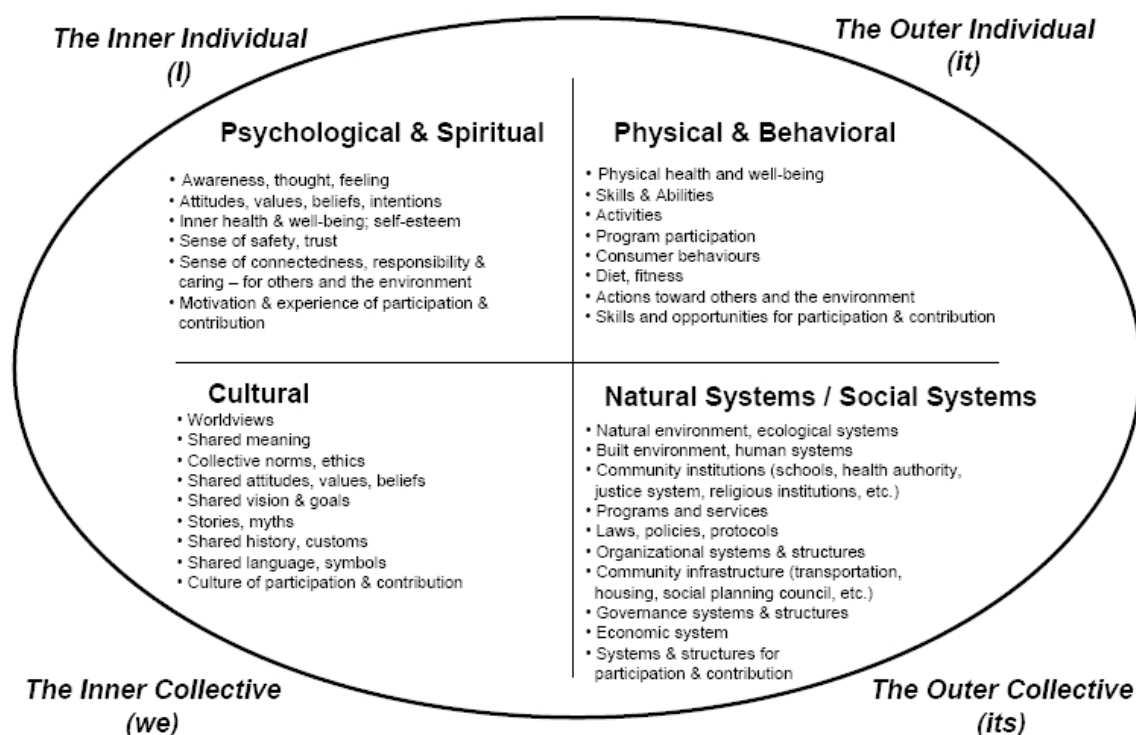 The Inner Individual
(I)
The Outer Individual
(it)
Psychological & Spiritual
• Awareness, thought, feeling
• Attitudes, values, beliefs, intentions
• Inner health & well-being; self-esteem
• Sense of safety, trust
• Sense of connectedness, responsibility &
caring – for others and the environment
• Motivation & experience of participation &
contribution
Physical & Behavioral
• Physical health and well-being
• Skills & Abilities
• Activities
• Program participation
• Consumer behaviours
• Diet, fitness
• Actions toward others and the environment
• Skills and opportunities for participation & contribution
Cultural
• Worldviews
• Shared meaning
• Collective norms, ethics
• Shared attitudes, values, beliefs
• Shared vision & goals
• Stories, myths
• Shared history, customs
• Shared language, symbols
• Culture of participation & contribution
Natural Systems / Social Systems
• Natural environment, ecological systems
• Built environment, human systems
• Community institutions (schools, health authority,
justice system, religious institutions, etc.)
• Programs and services
• Laws, policies, protocols
• Organizational systems & structures
• Community infrastructure (transportation,
housing, social planning council, etc.)
• Governance systems & structures
• Economic system
• Systems & structures for
participation & contribution
The Inner Collective
(we)
The Outer Collective
(its)